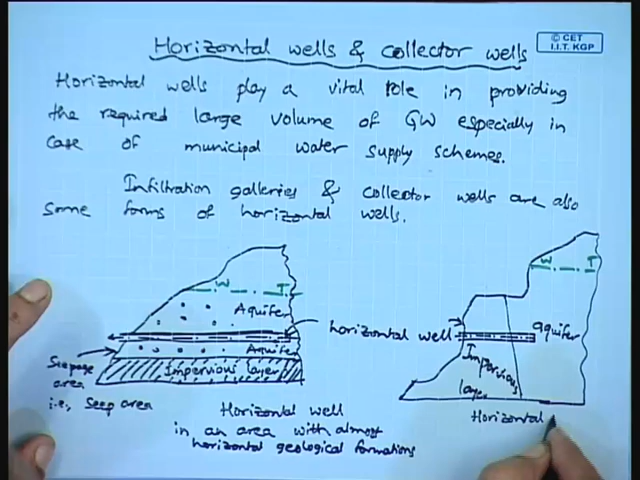 © CET
I.I.T. KGP
Horizontal wells & collector wells
Horizontal wells play a vital role in providing
the required large volume of GW especially in
case of municipal water supply schemes.
Infiltration galleries & collector wells are also
some forms of horizontal wells.
W T
Aquifer
Aquifer
Impervious layer
Seepage
area
i.e., Seep area
horizontal well
Horizontal well
in an area with almost
horizontal geological formations
W T
aquifer
Impervious
layer
Horizontal